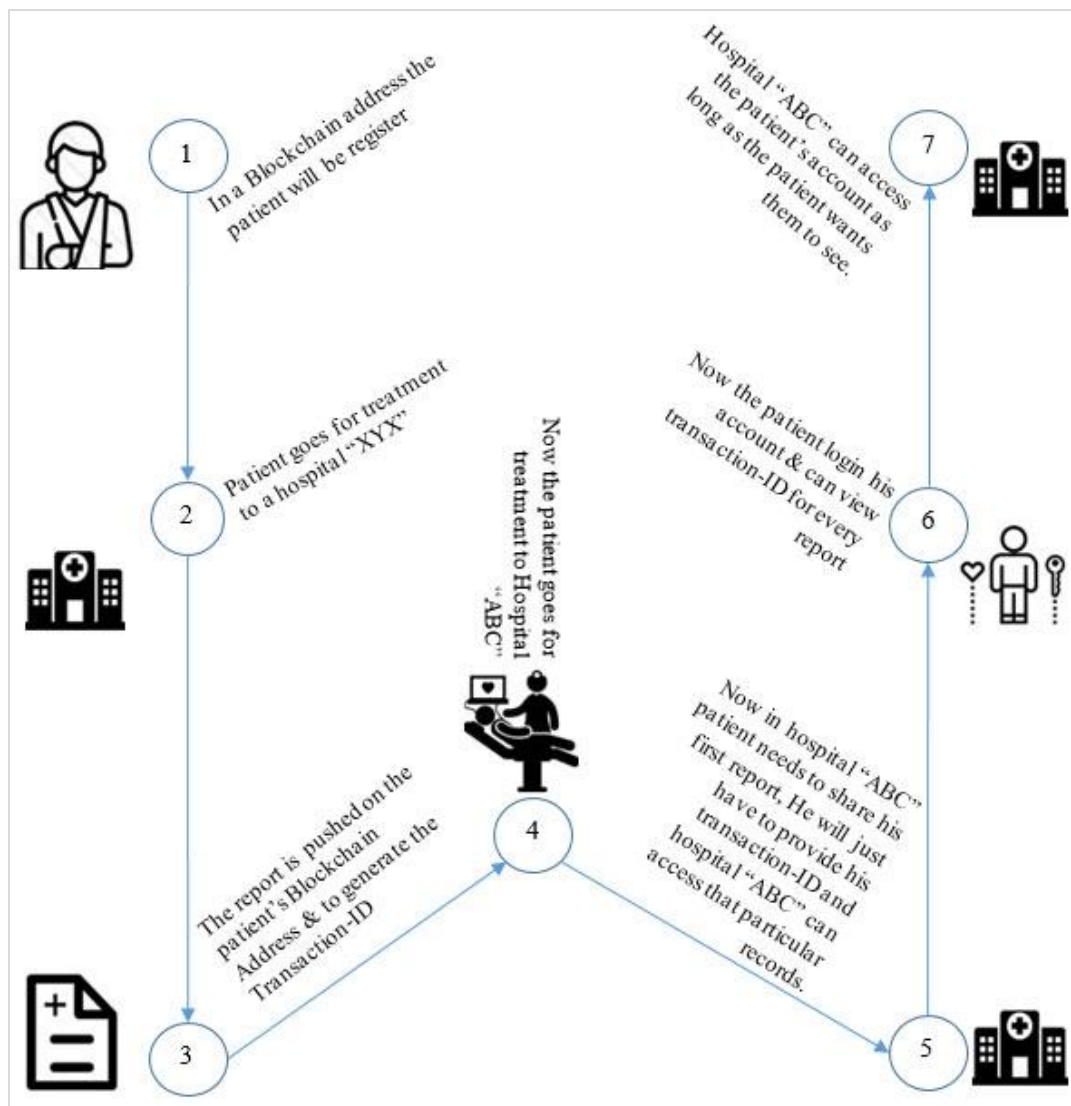 1
In a Blockchain address the
patient will be register
2
Patient goes for treatment
to a hospital “XYX”
3
The report is pushed on the
patient’s Blockchain
Address & to generate the
Transaction-ID
4
Now the patient goes for
treatment to Hospital
“ABC”
5
Now in hospital “ABC”
patient needs to share his
first report, He will just
have to provide his
transaction-ID and
hospital “ABC” can
access that particular
records.
6
Now the patient login his
account & can view
transaction-ID for every
report
7
Hospital “ABC” can access
the patient’s account as
long as the patient wants
them to see.